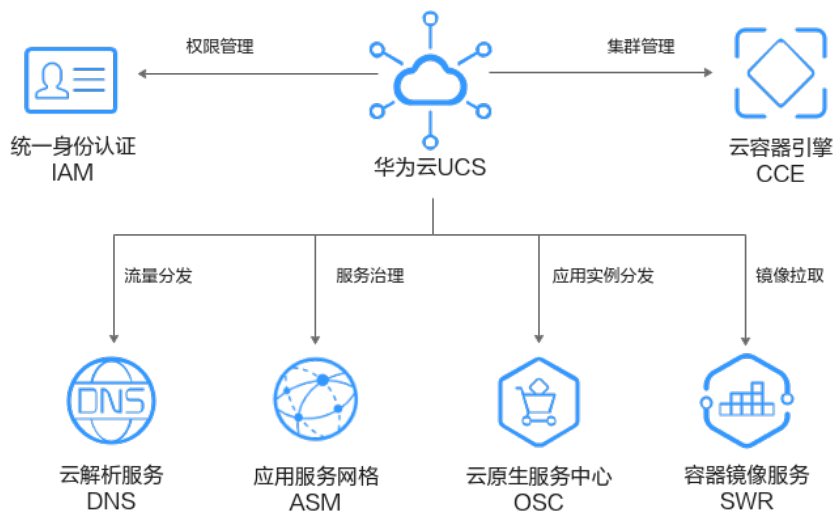 权限管理
集群管理
统一身份认证
IAM
华为云UCS
云容器引擎
CCE
流量分发
服务治理
应用实例分发
镜像拉取
DNS
云解析服务
DNS
应用服务网格
ASM
云原生服务中心
OSC
容器镜像服务
SWR